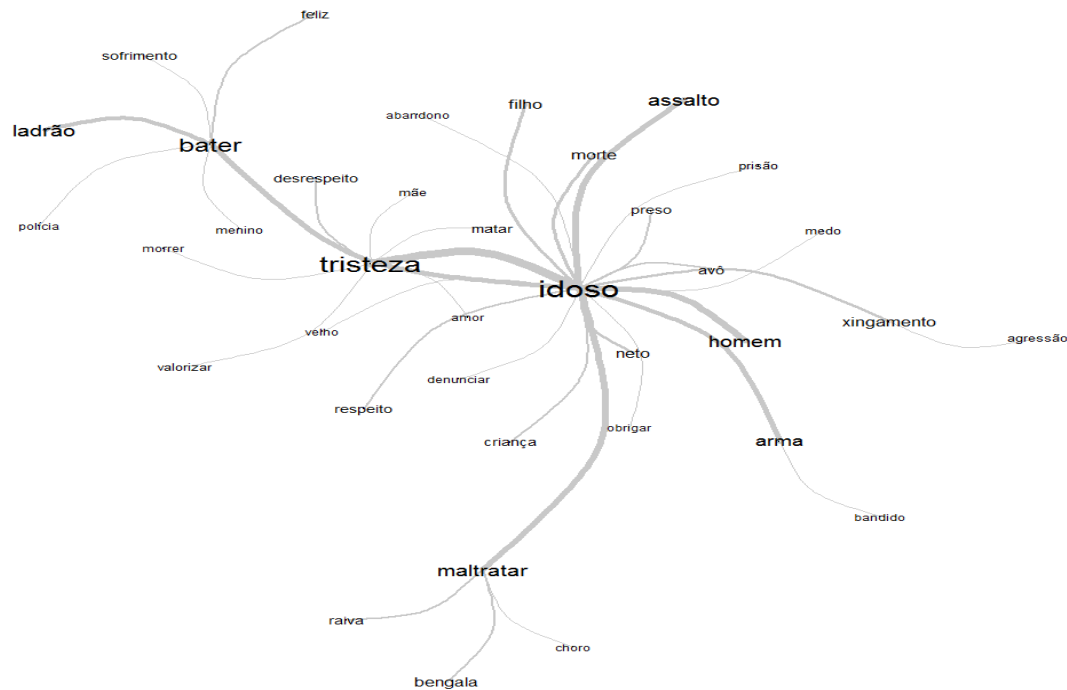 feliz
sofrimento
assalto
filho
abandono
ladrão
bater
morte
prisão
desrespeito
mãe
preso
polícia
menino
matar
medo
morrer
tristeza
avô
idoso
amor
xingamento
velho
homem
agressão
neto
valorizar
denunciar
respeito
obrigar
criança
arma
bandido
maltratar
raiva
choro
bengala